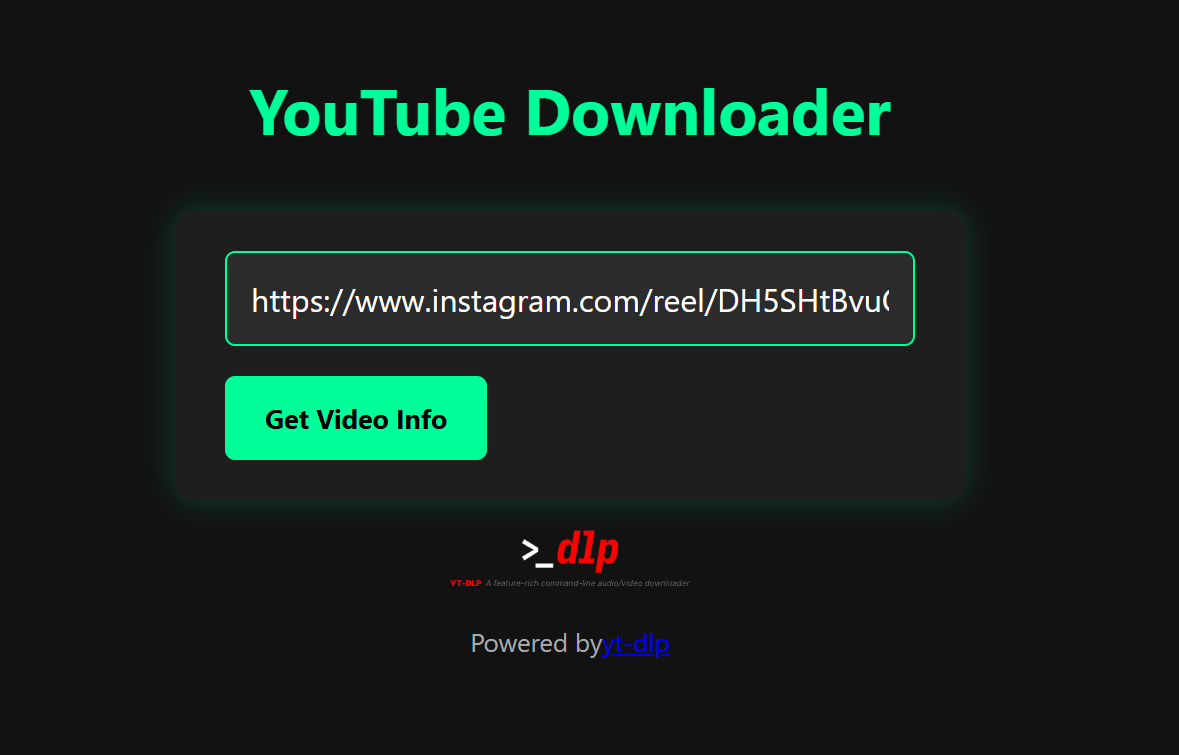 YouTube Downloader
https://www.instagram.com/reel/DH5SHtBvu
Get Video Info
>_dlp
YT-DLP A feature-rich command-line audio/video downloader
Powered byyt-dlp